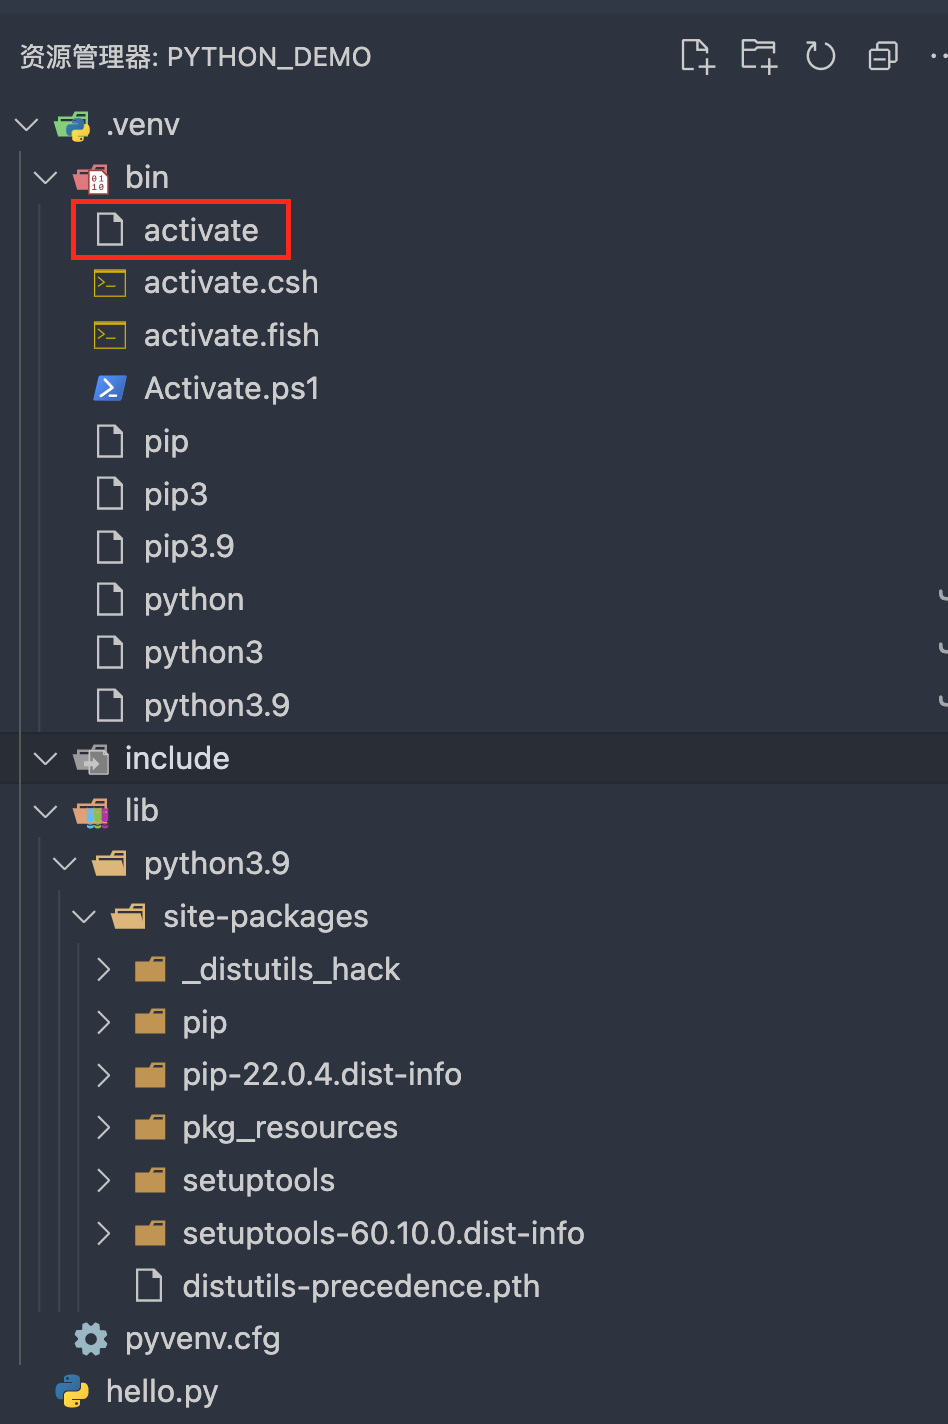 资源管理器: PYTHON_DEMO
.venv
bin
activate
activate.csh
activate.fish
Activate.ps1
pip
pip3
pip3.9
python
python3
python3.9
include
lib
python3.9
site-packages
_distutils_hack
pip
pip-22.0.4.dist-info
pkg_resources
setuptools
setuptools-60.10.0.dist-info
distutils-precedence.pth
pyvenv.cfg
hello.py